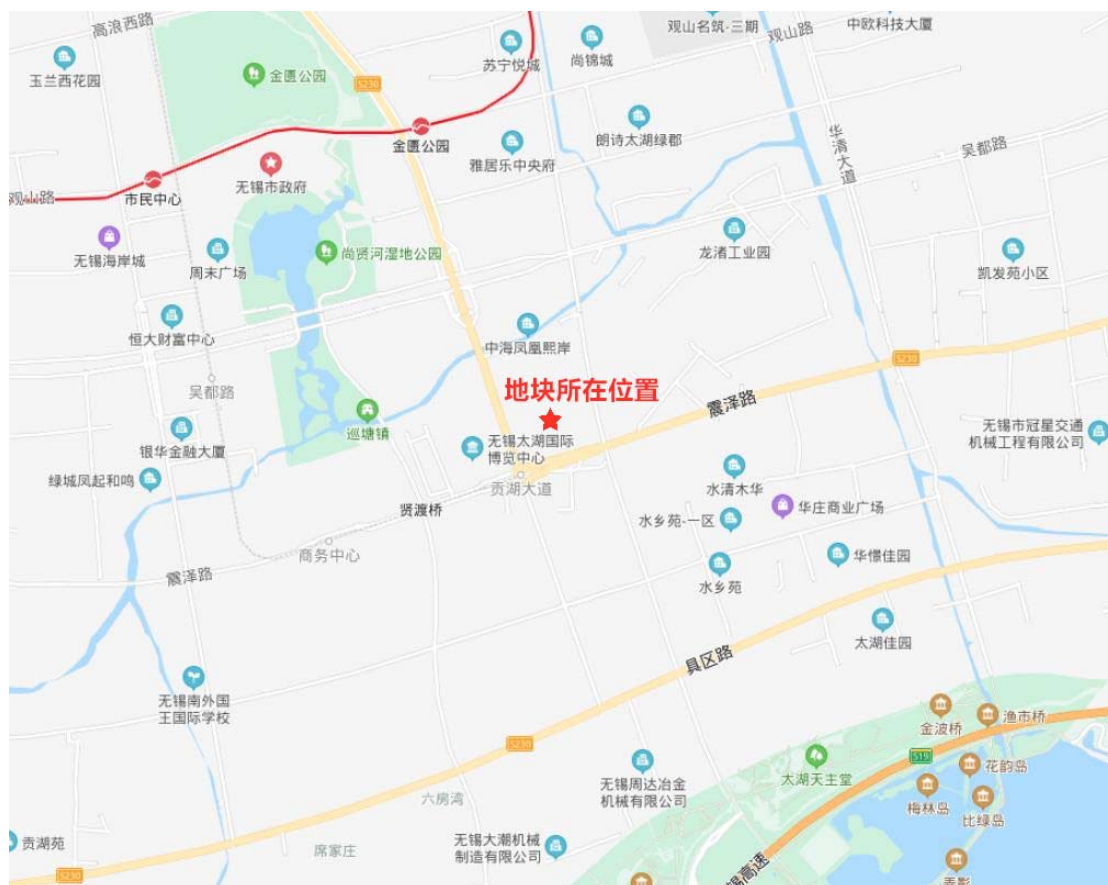 高浪西路
观山名筑-三期
观山路
中欧科技大厦
玉兰西花园
金匮公园
S230
苏宁悦城
尚锦城
金匮公园
雅居乐中央府
朗诗太湖绿郡
华清大道
吴都路
观山路
市民中心
无锡市政府
无锡海岸城
周末广场
尚贤河湿地公园
龙渚工业园
凯发苑小区
恒大财富中心
中海凤凰熙岸
S230
吴都路
地块所在位置
震泽路
巡塘镇
银华金融大厦
无锡太湖国际
博览中心
无锡市冠星交通
机械工程有限公司
绿城凤起和鸣
贡湖大道
水清木华
贤渡桥
水乡苑-一区
华庄商业广场
商务中心
震泽路
水乡苑
华憬佳园
太湖佳园
具区路
无锡南外国
王国际学校
金波桥
渔市桥
S230
S19
无锡周达冶金
机械有限公司
太湖天主堂
花韵岛
梅林岛
比绿岛
六房湾
贡湖苑
席家庄
无锡大潮机械
制造有限公司
S230
锡高速